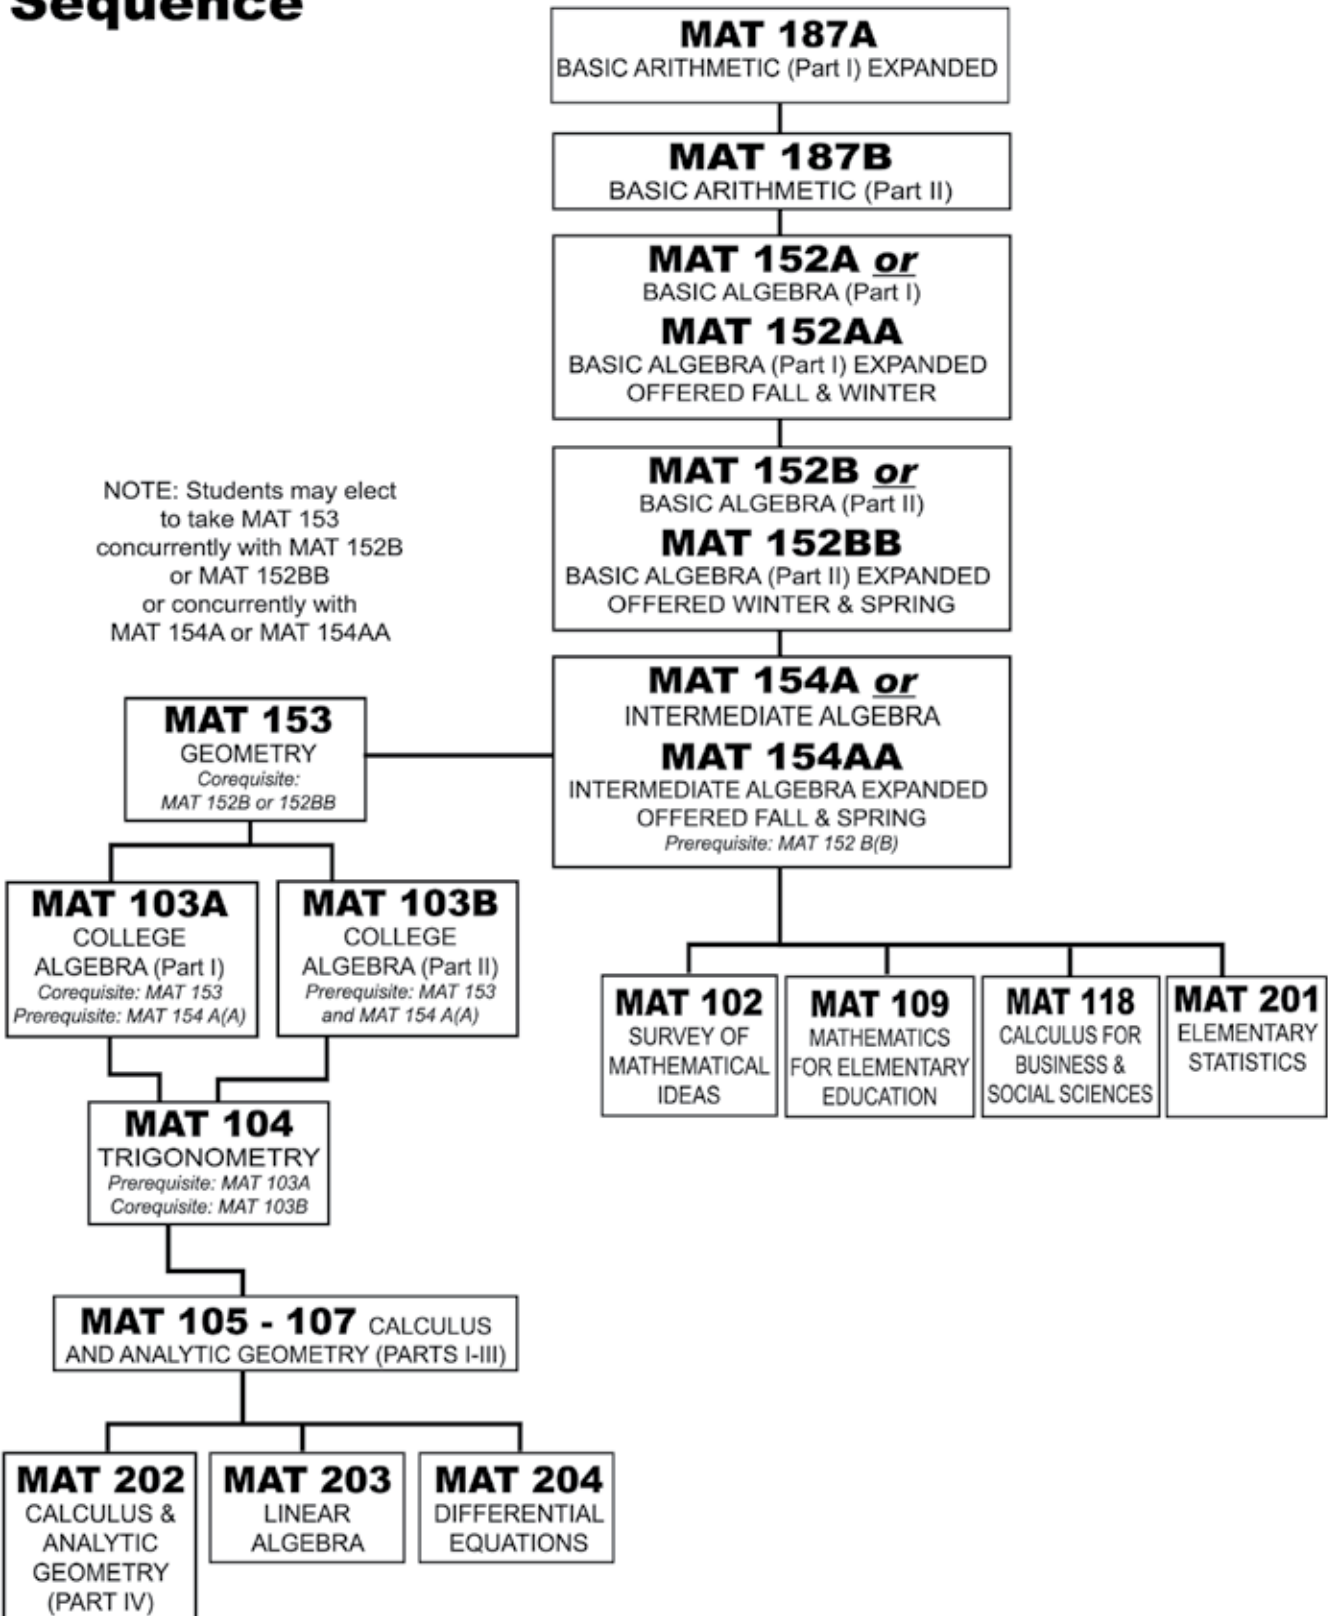 Sequence
MAT 187A
BASIC ARITHMETIC (Part I) EXPANDED
MAT 187B
BASIC ARITHMETIC (Part II)
MAT 152A or
BASIC ALGEBRA (Part I)
MAT 152AA
BASIC ALGEBRA (Part I) EXPANDED
OFFERED FALL & WINTER
MAT 152B or
BASIC ALGEBRA (Part II)
MAT 152BB
BASIC ALGEBRA (Part II) EXPANDED
OFFERED WINTER & SPRING
NOTE: Students may elect
to take MAT 153
concurrently with MAT 152B
or MAT 152BB
or concurrently with
MAT 154A or MAT 154AA
MAT 154A or
INTERMEDIATE ALGEBRA
MAT 154AA
INTERMEDIATE ALGEBRA EXPANDED
OFFERED FALL & SPRING
Prerequisite: MAT 152 B(B)
MAT 153
GEOMETRY
Corequisite:
MAT 152B or 152BB
MAT 103A
COLLEGE
ALGEBRA (Part I)
Corequisite: MAT 153
Prerequisite: MAT 154 A(A)
MAT 103B
COLLEGE
ALGEBRA (Part II)
Prerequisite: MAT 153
and MAT 154 A(A)
MAT 102
SURVEY OF
MATHEMATICAL
IDEAS
MAT 109
MATHEMATICS
FOR ELEMENTARY
EDUCATION
MAT 118
CALCULUS FOR
BUSINESS &
SOCIAL SCIENCES
MAT 201
ELEMENTARY
STATISTICS
MAT 104
TRIGONOMETRY
Prerequisite: MAT 103A
Corequisite: MAT 103B
MAT 105 - 107 CALCULUS
AND ANALYTIC GEOMETRY (PARTS I-III)
MAT 202
CALCULUS &
ANALYTIC
GEOMETRY
(PART IV)
MAT 203
LINEAR
ALGEBRA
MAT 204
DIFFERENTIAL
EQUATIONS